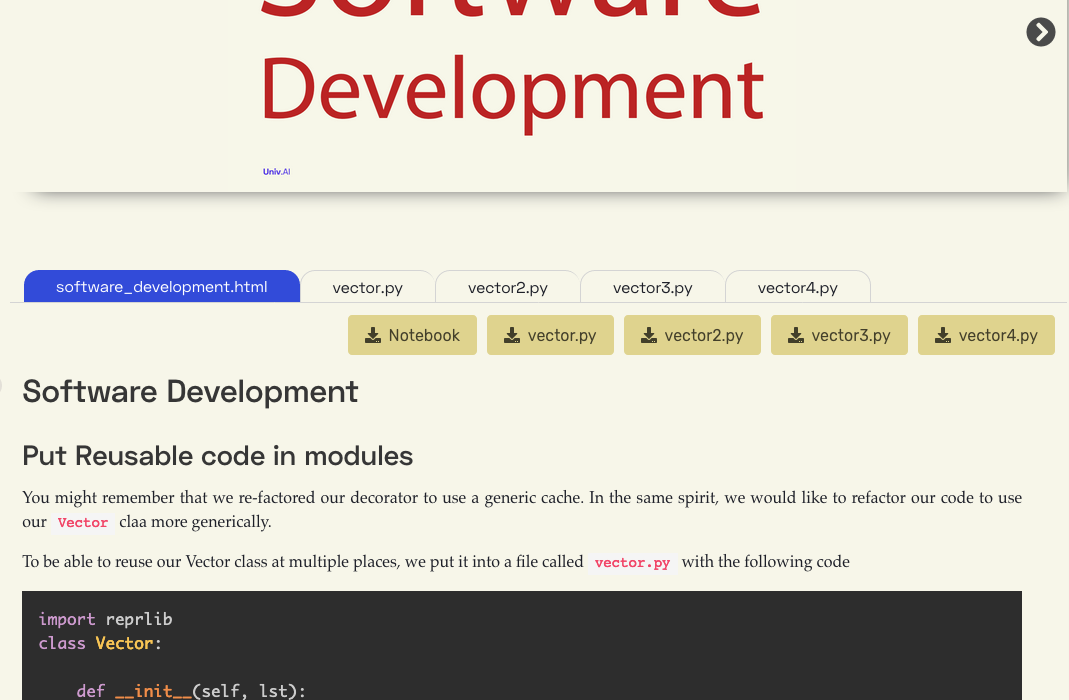 Software
Development
Univ.AI
software_development.html vector.py vector2.py vector3.py vector4.py
Notebook vector.py vector2.py vector3.py vector4.py
Software Development
Put Reusable code in modules
You might remember that we re-factored our decorator to use a generic cache. In the same spirit, we would like to refactor our code to use
our Vector claa more generically.
To be able to reuse our Vector class at multiple places, we put it into a file called vector.py with the following code
import reprlib
class Vector:
def __init__(self, lst):